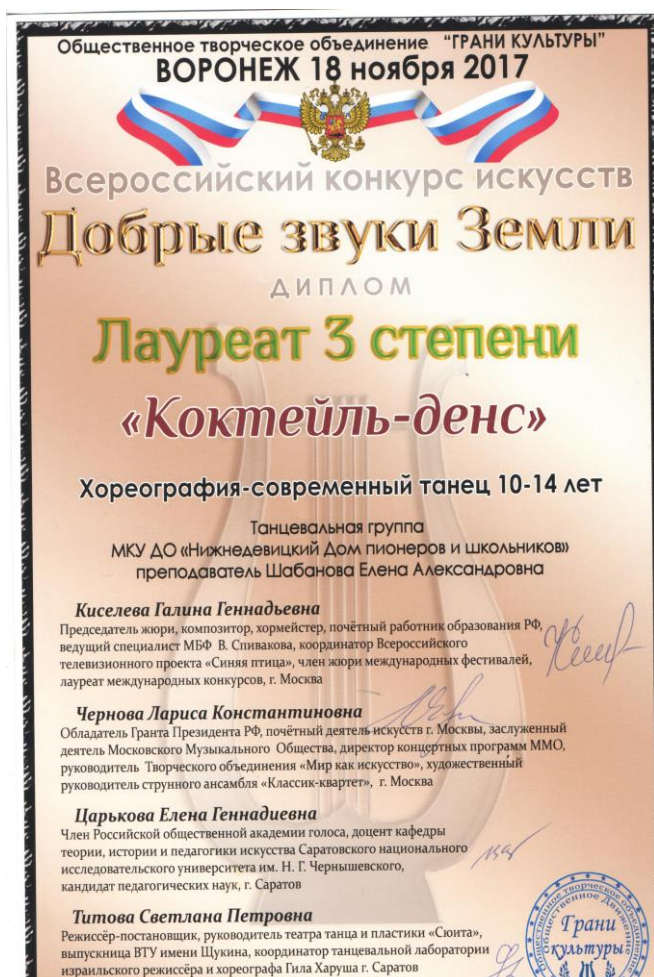 Общественное творческое объединение "ГРАНИ КУЛЬТУРЫ"
ВОРОНЕЖ 18 ноября 2017
Всероссийский конкурс искусств
Добрые звуки Земли
ДИПЛОМ
Лауреат 3 степени
«Коктейль-денс»
Хореография-современный танец 10-14 лет
Танцевальная группа
МКУ ДО «Нижнедевицкий Дом пионеров и школьников»
преподаватель Шабанова Елена Александровна
Киселева Галина Геннадьевна
Председатель жюри, композитор, хормейстер, почётный работник образования РФ,
ведущий специалист МБФ В. Спивакова, координатор Всероссийского
телевизионного проекта «Синяя птица», член жюри международных фестивалей,
лауреат международных конкурсов, г. Москва
Чернова Лариса Константиновна
Обладатель Гранта Президента РФ, почётный деятель искусств г. Москвы, заслуженный
деятель Московского Музыкального Общества, директор концертных программ ММО,
руководитель Творческого объединения «Мир как искусство», художественный
руководитель струнного ансамбля «Классик-квартет», г. Москва
Царькова Елена Геннадиевна
Член Российской общественной академии голоса, доцент кафедры
теории, истории и педагогики искусства Саратовского национального
исследовательского университета им. Н. Г. Чернышевского,
кандидат педагогических наук, г. Саратов
Титова Светлана Петровна
Режиссёр-постановщик, руководитель театра танца и пластики «Сюита»,
выпускница ВТУ имени Щукина, координатор танцевальной лаборатории
израильского режиссёра и хореографа Гила Харуша г. Саратов
Грани
культуры